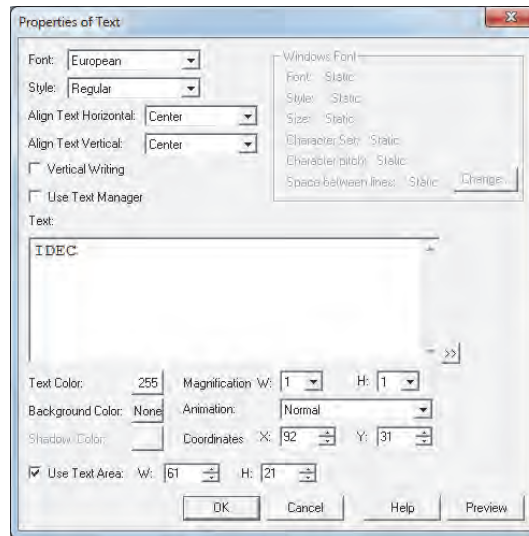 Properties of Text
Font: European
Style: Regular
Align Text Horizontal: Center
Align Text Vertical: Center
Vertical Writing
Use Text Manager
Windows Font
Font: Static
Style: Static
Size: Static
Character Set: Static
Character pitch: Static
Space between lines: Static Change...
Text:
IDEC
>>
Text Color: 255 Magnification W: 1 H: 1
Background Color: None Animation: Normal
Shadow Color: Coordinates X: 92 Y: 31
Use Text Area: W: 61 H: 21
OK Cancel Help Preview